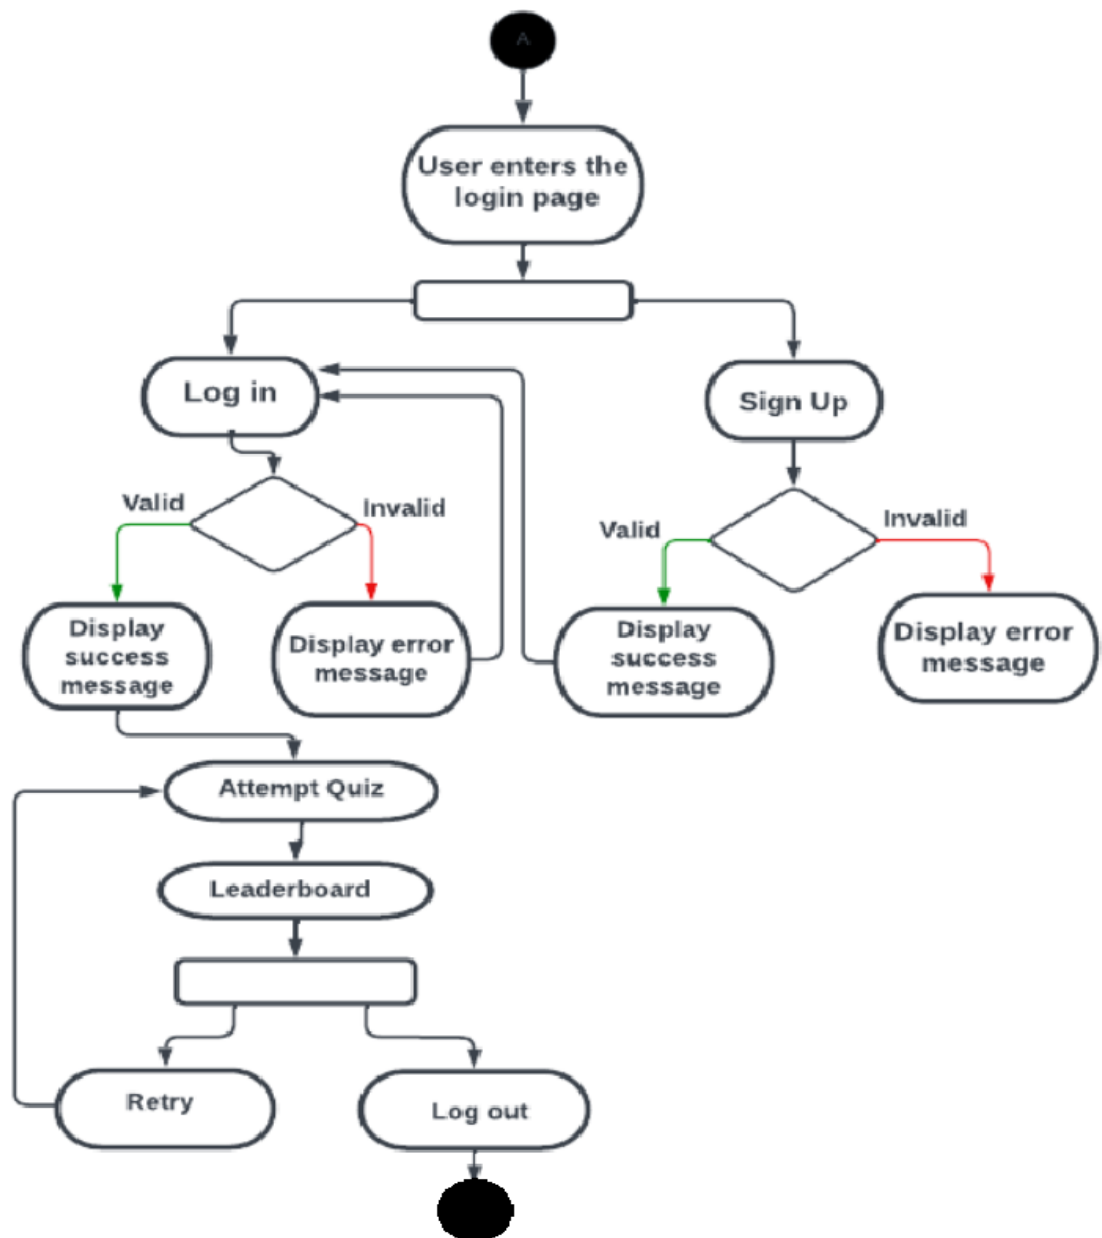 A
User enters the
login page
Log in
Sign Up
Valid
Invalid
Valid
Invalid
Display
success
message
Display error
message
Display
success
message
Display error
message
Attempt Quiz
Leaderboard
Retry
Log out